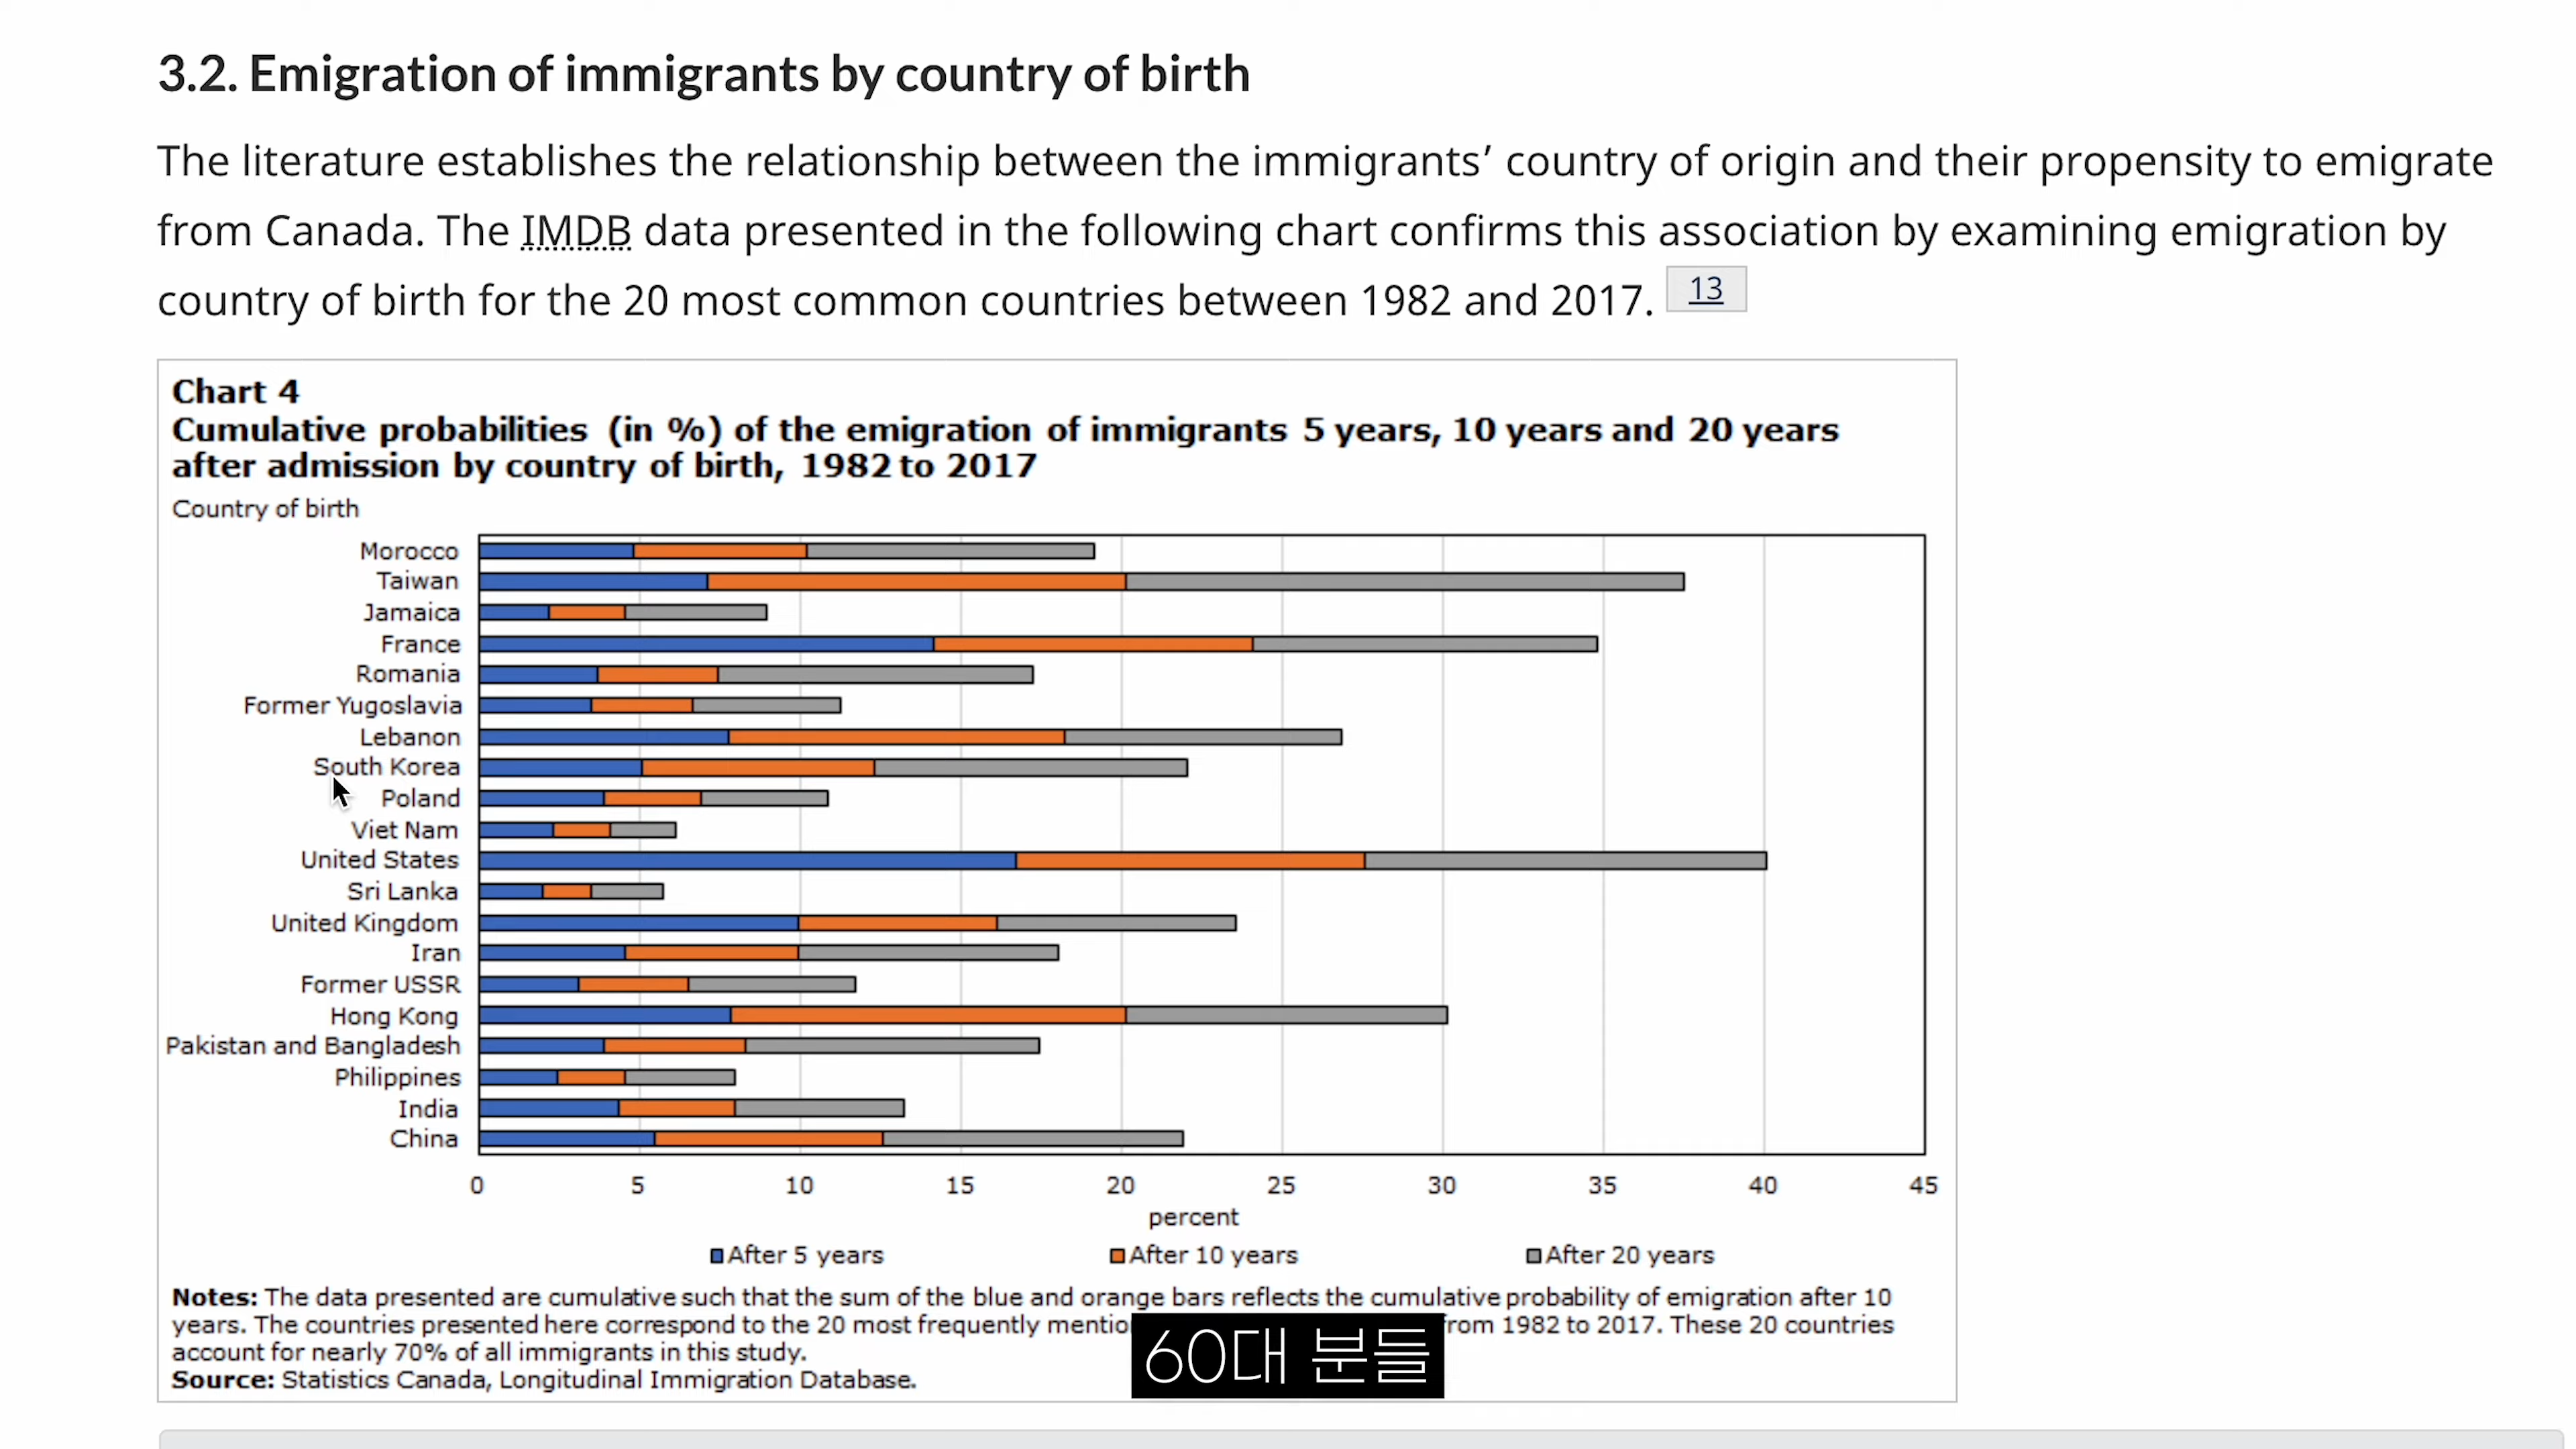 3.2. Emigration of immigrants by country of birth
The literature establishes the relationship between the immigrants’ country of origin and their propensity to emigrate
from Canada. The IMDB data presented in the following chart confirms this association by examining emigration by
country of birth for the 20 most common countries between 1982 and 2017. 13
Chart 4
Cumulative probabilities (in %) of the emigration of immigrants 5 years, 10 years and 20 years
after admission by country of birth, 1982 to 2017
Country of birth
Morocco
Taiwan
Jamaica
France
Romania
Former Yugoslavia
Lebanon
South Korea
Poland
Viet Nam
United States
Sri Lanka
United Kingdom
Iran
Former USSR
Hong Kong
Pakistan and Bangladesh
Philippines
India
China
0 5 10 15 20 25 30 35 40 45
percent
After 5 years After 10 years After 20 years
Notes: The data presented are cumulative such that the sum of the blue and orange bars reflects the cumulative probability of emigration after 10
years. The countries presented here correspond to the 20 most frequently from 1982 to 2017. These 20 countries
account for nearly 70% of all immigrants in this study.
Source: Statistics Canada, Longitudinal Immigration Database.
60대 분들